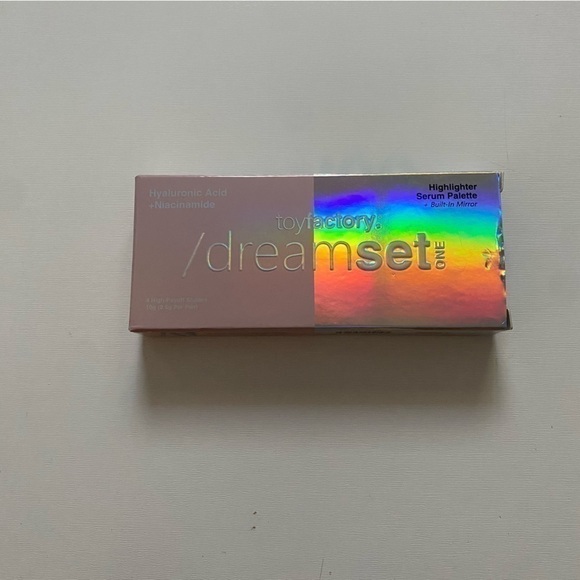 Hyaluronic Acid
+Niacinamide
Highlighter
Serum Palette
+ Built-In Mirror
toyfactory.
/dreamset
ONE